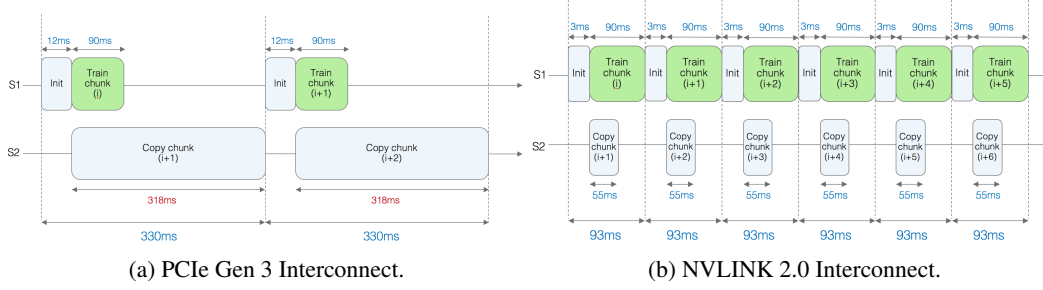 12ms 90ms 12ms 90ms
S1
Init
Train
chunk
(i)
Init
Train
chunk
(i+1)
S2
Copy chunk
(i+1)
Copy chunk
(i+2)
318ms 318ms
330ms 330ms
(a) PCIe Gen 3 Interconnect.
3ms 90ms 3ms 90ms 3ms 90ms 3ms 90ms 3ms 90ms 3ms 90ms
S1
Init
Train
chunk
(i)
Init
Train
chunk
(i+1)
Init
Train
chunk
(i+2)
Init
Train
chunk
(i+3)
Init
Train
chunk
(i+4)
Init
Train
chunk
(i+5)
S2
Copy
chunk
(i+1)
Copy
chunk
(i+2)
Copy
chunk
(i+3)
Copy
chunk
(i+4)
Copy
chunk
(i+5)
Copy
chunk
(i+6)
55ms 55ms 55ms 55ms 55ms 55ms
93ms 93ms 93ms 93ms 93ms 93ms
(b) NVLINK 2.0 Interconnect.